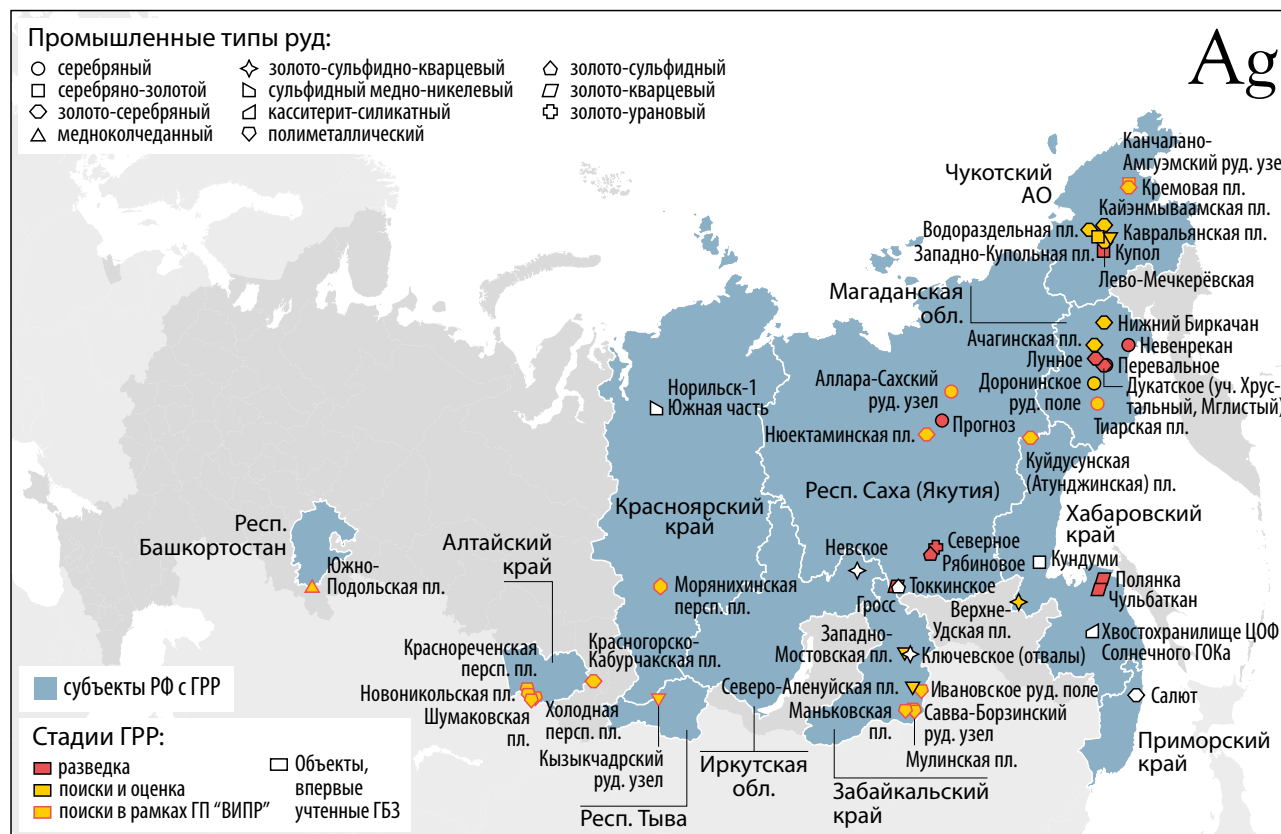 Промышленные типы руд:
серебряный
серебряно-золотой
золото-серебряный
медноколчеданный
золото-сульфидно-кварцевый
сульфидный медно-никелевый
касситерит-силикатный
полиметаллический
золото-сульфидный
золото-кварцевый
золото-урановый
Ag
Канчалано-
Амгуэмский руд. узе
Чукотский
АО
Кремовая пл.
Кайэнмываамская пл.
Водораздельная пл.
Кавральянская пл.
Западно-Купольная пл.
Купол
Лево-Мечкерёвская
Магаданская
обл.
Нижний Биркачан
Ачагинская пл.
Невенрекан
Лунное
Перевальное
Доронинское
руд. поле
Дукатское (уч. Хрус-
тальный, Мглистый)
Тиарская пл.
Норильск-1
Южная часть
Аллара-Сахский
руд. узел
Прогноз
Нюектаминская пл.
Куйдусунская
(Атунджинская) пл.
Респ. Саха (Якутия)
Красноярский
край
Хабаровский
край
Респ.
Башкортостан
Южно-
Подольская пл.
Алтайский
край
Невское
Северное
Рябиновое
Кундуми
Морянихинская
персп. пл.
Токкинское
Гросс
Полянка
Чульбаткан
Верхне-
Удская пл.
Краснореченская
персп. пл.
Красногорско-
Кабурчакская пл.
Западно-
Мостовская пл.
Ключевское (отвалы)
Хвостохранилище ЦОФ
Солнечного ГОКа
Новоникольская пл.
Шумаковская
пл.
Холодная
персп. пл.
Северо-Аленуйская пл.
Ивановское руд. поле
Маньковская
пл.
Савва-Борзинский
руд. узел
Мулинская пл.
Салют
Кызыкчадрский
руд. узел
Иркутская
обл.
Забайкальский
край
Приморский
край
Респ. Тыва
субъекты РФ с ГРР
Стадии ГРР:
разведка
поиски и оценка
поиски в рамках ГП "ВИПР"
Объекты,
впервые
учтенные ГБЗ